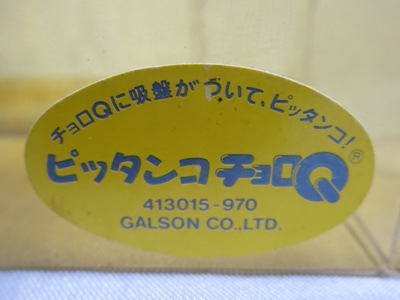 チョロQに吸盤がついて、ピッタンコ!
ピッタンコ チョロQ®
413015-970
GALSON CO.,LTD.